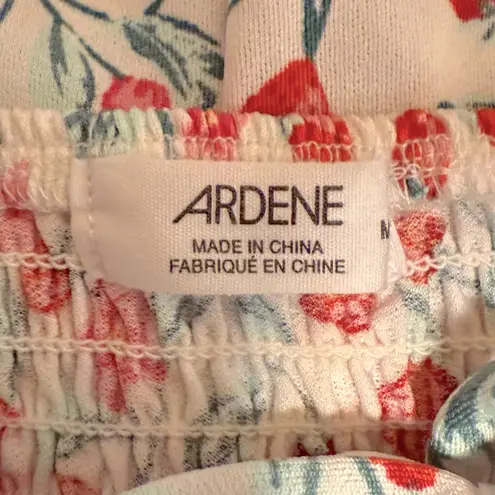 ARDENE
MADE IN CHINA
FABRIQUÉ EN CHINE
M